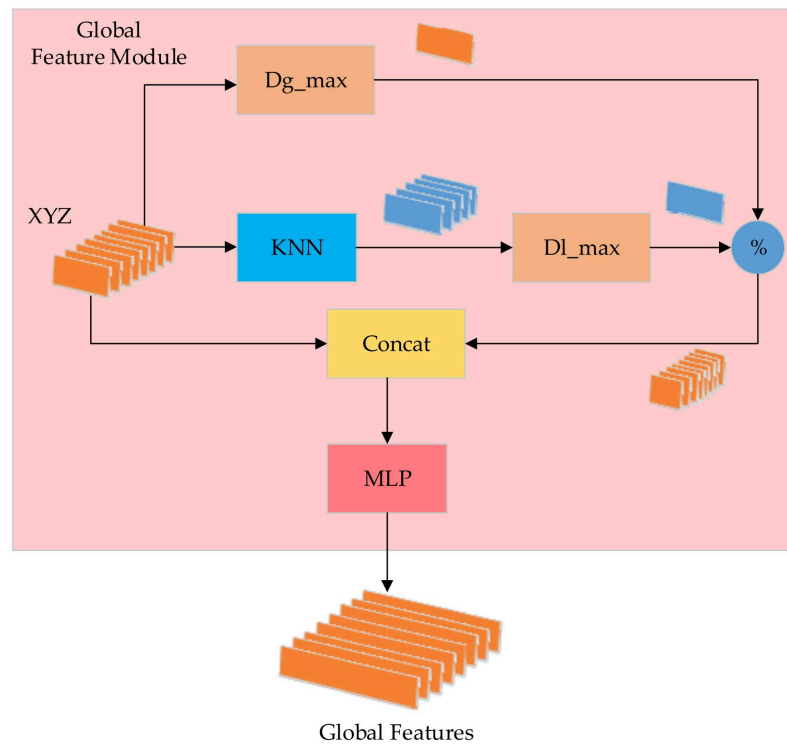 Global
Feature Module
Dg_max
XYZ
KNN
Dl_max
%
Concat
MLP
Global Features